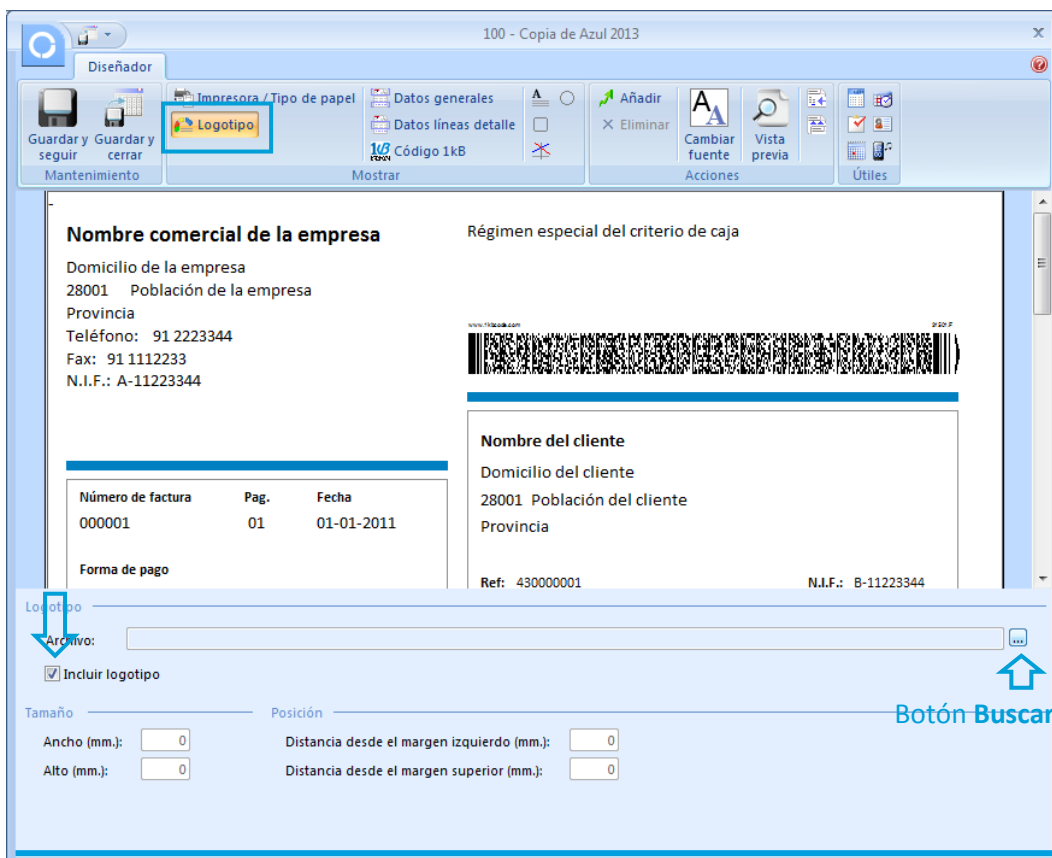 100 - Copia de Azul 2013
Diseñador
Impresora / Tipo de papel
Datos generales
Añadir
Logotipo
Datos líneas detalle
Eliminar
Guardar y seguir
Guardar y cerrar
Código 1kB
Cambiar fuente
Vista previa
Mantenimiento
Mostrar
Acciones
Útiles
Nombre comercial de la empresa
Régimen especial del criterio de caja
Domicilio de la empresa
28001 Población de la empresa
Provincia
Teléfono: 91 2223344
Fax: 91 1112233
N.I.F.: A-11223344
www.1kbcode.com
Nombre del cliente
Domicilio del cliente
28001 Población del cliente
Provincia
Ref: 430000001
N.I.F.: B-11223344
Número de factura Pag. Fecha
000001 01 01-01-2011
Forma de pago
Logotipo
Archivo:
...
Incluir logotipo
Botón Buscar
Tamaño
Posición
Ancho (mm.): 0
Distancia desde el margen izquierdo (mm.): 0
Alto (mm.): 0
Distancia desde el margen superior (mm.): 0